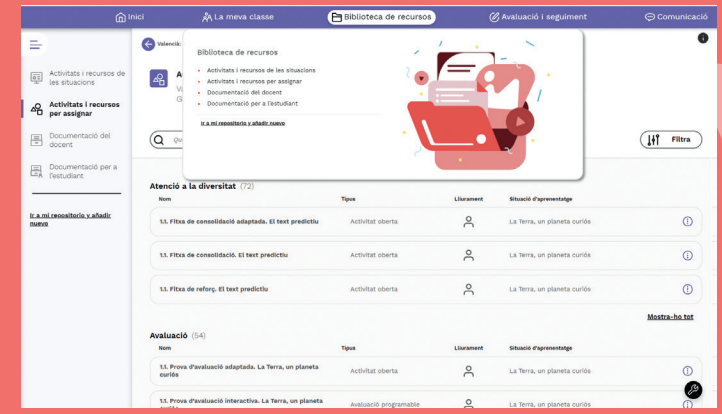 Inici
La meva classe
Biblioteca de recursos
Avaluació i seguiment
Comunicació
Activitats i recursos de
les situacions
Activitats i recursos
per assignar
Documentació del
docent
Documentació per a
l'estudiant
Ir a mi repositorio y añadir
nuevo
Valencià:
Biblioteca de recursos
Activitats i recursos de les situacions
Activitats i recursos per assignar
Documentació del docent
Documentació per a l'estudiant
Ir a mi repositorio y añadir nuevo
Filtra
Atenció a la diversitat (72)
Nom Tipus Lliurament Situació d'aprenentatge
1.1. Fitxa de consolidació adaptada. El text predictiu Activitat oberta La Terra, un planeta curiós
1.1. Fitxa de consolidació. El text predictiu Activitat oberta La Terra, un planeta curiós
1.1. Fitxa de reforç. El text predictiu Activitat oberta La Terra, un planeta curiós
Mostra-ho tot
Avaluació (54)
Nom Tipus Lliurament Situació d'aprenentatge
1.1. Prova d'avaluació adaptada. La Terra, un planeta
curiós Activitat oberta La Terra, un planeta curiós
1.1. Prova d'avaluació interactiva. La Terra, un planeta
curiós Avaluació programable La Terra, un planeta curiós